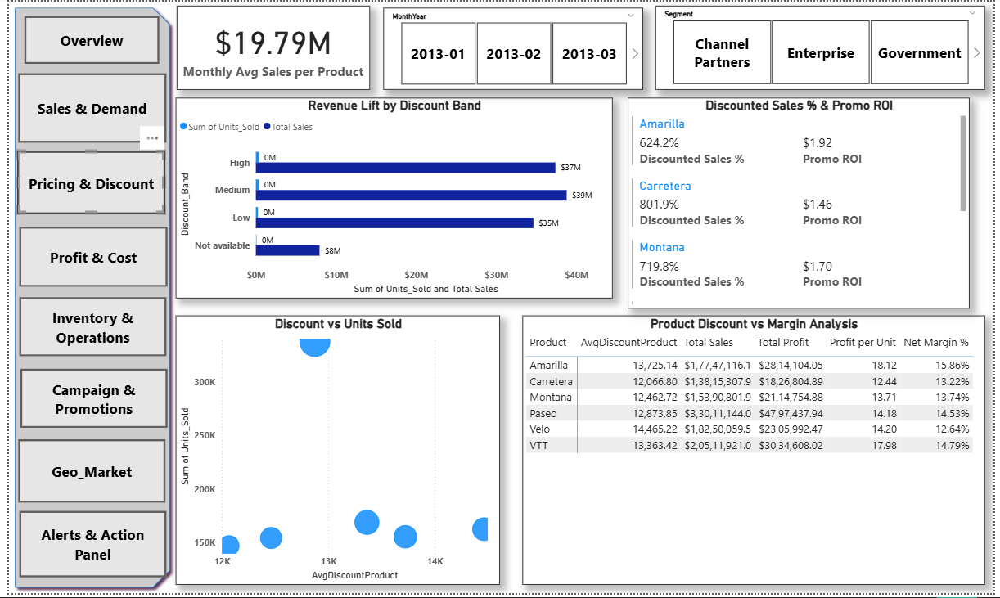 Overview
Sales & Demand
Pricing & Discount
Profit & Cost
Inventory &
Operations
Campaign &
Promotions
Geo_Market
Alerts & Action
Panel
$19.79M
Monthly Avg Sales per Product
MonthYear
2013-01 2013-02 2013-03
Segment
Channel
Partners
Enterprise
Government
Revenue Lift by Discount Band
Sum of Units_Sold Total Sales
Discount_Band
High 0M $37M
Medium 0M $39M
Low 0M $35M
Not available 0M $8M
$0M $10M $20M $30M $40M
Sum of Units_Sold and Total Sales
Discounted Sales % & Promo ROI
Amarilla
624.2% $1.92
Discounted Sales % Promo ROI
Carretera
801.9% $1.46
Discounted Sales % Promo ROI
Montana
719.8% $1.70
Discounted Sales % Promo ROI
Discount vs Units Sold
Sum of Units_Sold
300K
250K
200K
150K
12K 13K 14K
AvgDiscountProduct
Product Discount vs Margin Analysis
Product AvgDiscountProduct Total Sales Total Profit Profit per Unit Net Margin %
Amarilla 13,725.14 $1,77,47,116.1 $28,14,104.05 18.12 15.86%
Carretera 12,066.80 $1,38,15,307.9 $18,26,804.89 12.44 13.22%
Montana 12,462.72 $1,53,90,801.9 $21,14,754.88 13.71 13.74%
Paseo 12,873.85 $3,30,11,144.0 $47,97,437.94 14.18 14.53%
Velo 14,465.22 $1,82,50,059.5 $23,05,992.47 14.20 12.64%
VTT 13,363.42 $2,05,11,921.0 $30,34,608.02 17.98 14.79%